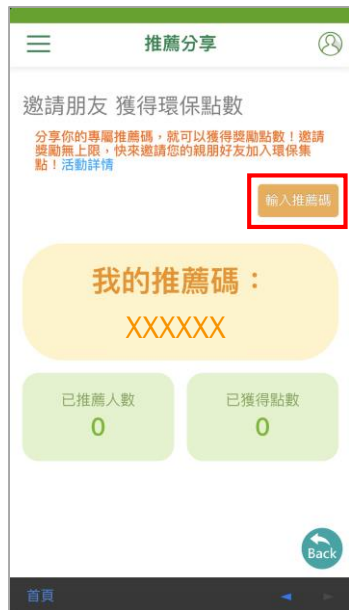 推薦分享
邀請朋友 獲得環保點數
分享你的專屬推薦碼，就可以獲得獎勵點數！邀請
獎勵無上限，快來邀請您的親朋好友加入環保集
點！活動詳情
輸入推薦碼
我的推薦碼：
XXXXXX
已推薦人數
0
已獲得點數
0
Back
首頁